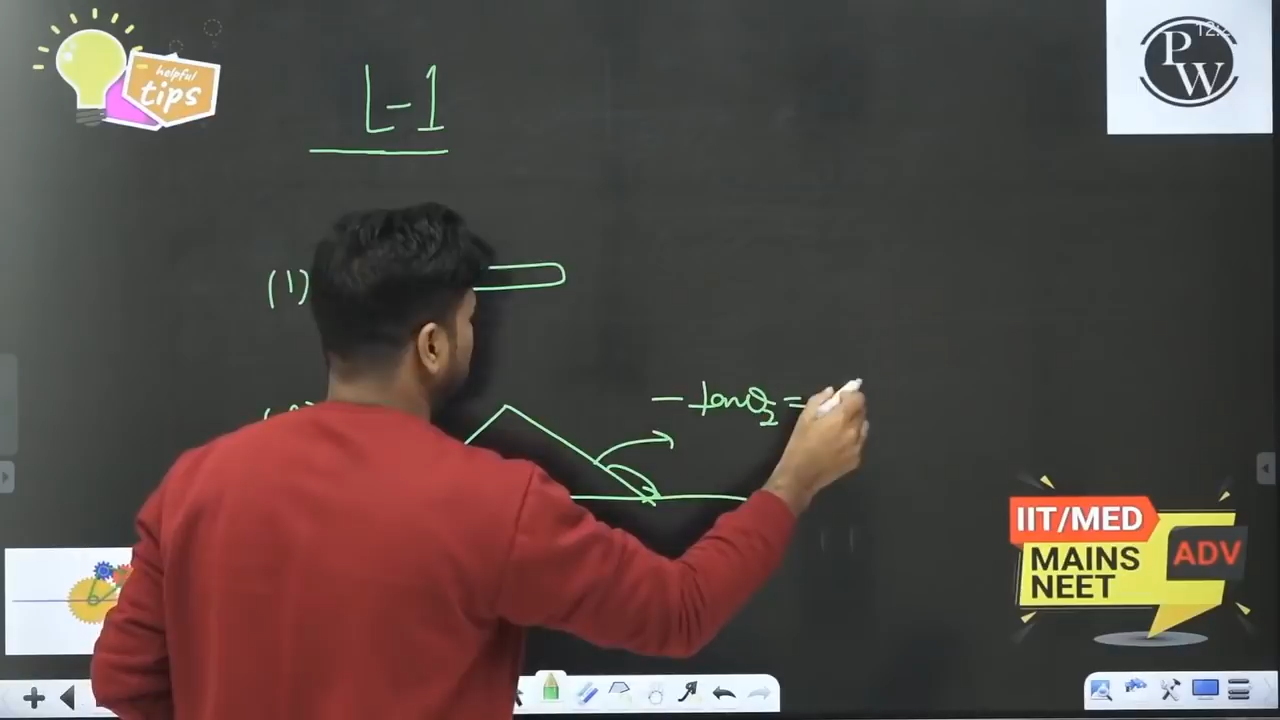 helpful
tips
PW
L-1
(1)
- tanθ₂ =
IIT/MED
MAINS
NEET
ADV